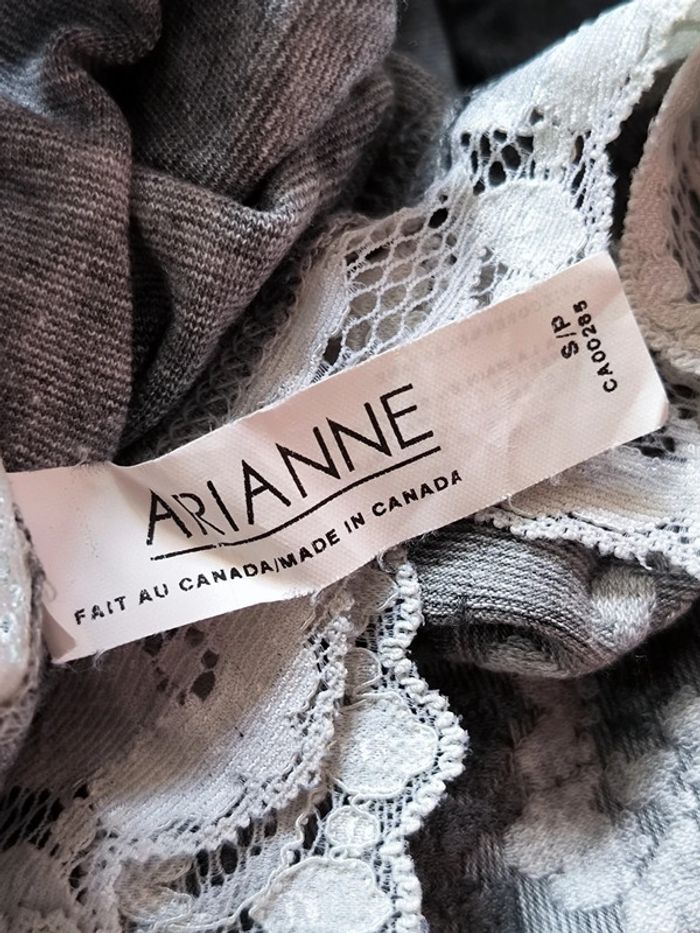 ARIANNE
FAIT AU CANADA/MADE IN CANADA
S/P
CA00285